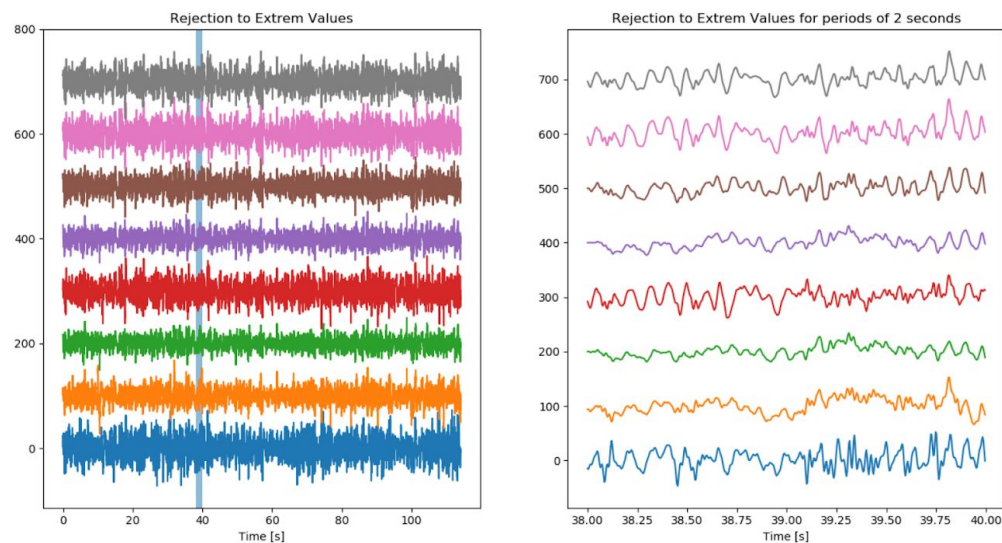 Rejection to Extrem Values
800
600
400
200
0
0 20 40 60 80 100
Time [s]
Rejection to Extrem Values for periods of 2 seconds
700
600
500
400
300
200
100
0
38.00 38.25 38.50 38.75 39.00 39.25 39.50 39.75 40.00
Time [s]